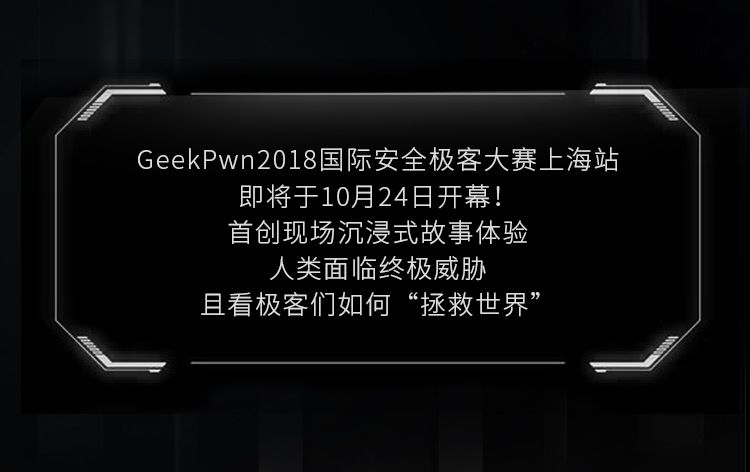 GeekPwn2018国际安全极客大赛上海站
即将于10月24日开幕！
首创现场沉浸式故事体验
人类面临终极威胁
且看极客们如何“拯救世界”